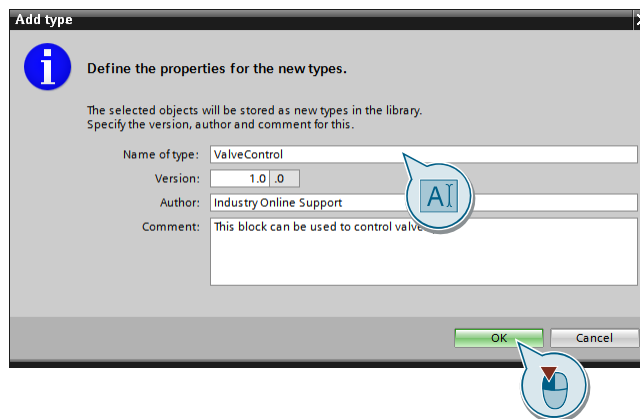 Add type
Define the properties for the new types.
The selected objects will be stored as new types in the library.
Specify the version, author and comment for this.
Name of type: ValveControl
Version: 1.0 .0
Author: Industry Online Support
Comment: This block can be used to control valve
A
OK Cancel